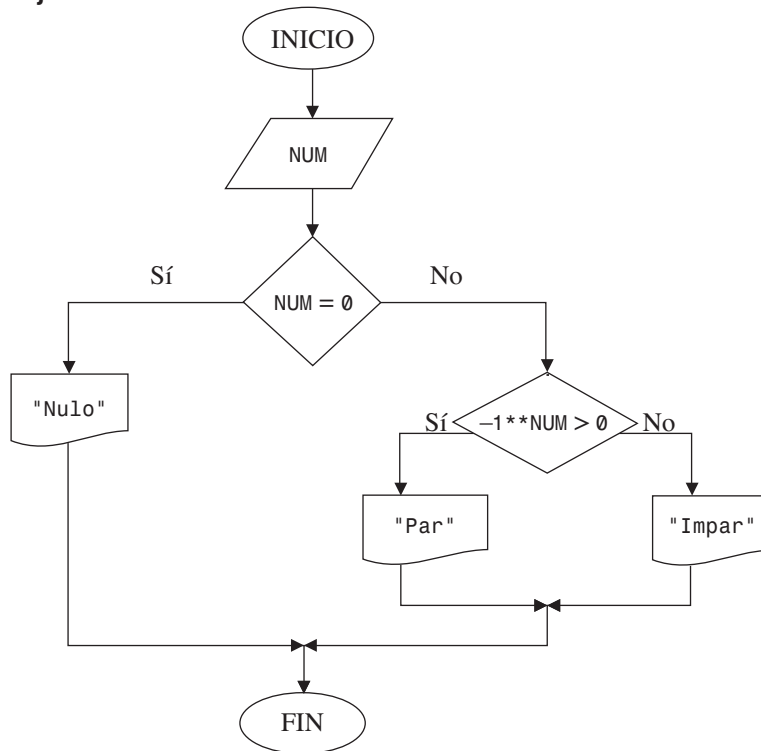 INICIO
NUM
Sí
No
NUM = 0
"Nulo"
Sí
–1**NUM > 0
No
"Par"
"Impar"
FIN